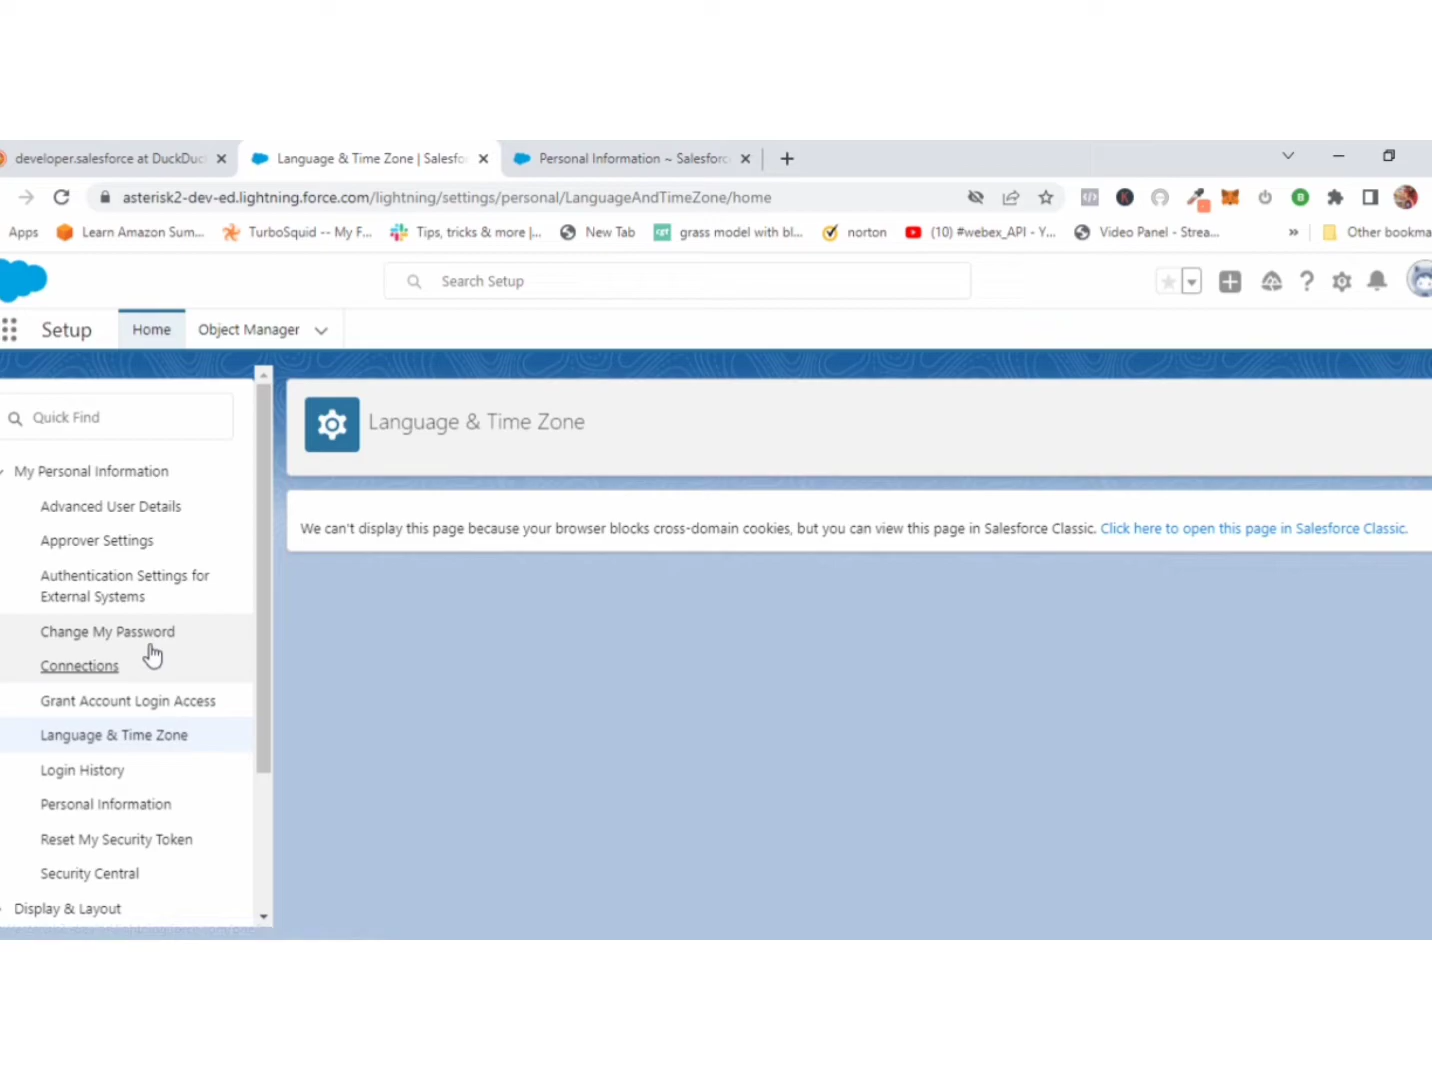 developer.salesforce at DuckDuc
Language & Time Zone | Salesfo
Personal Information ~ Salesforc
asterisk2-dev-ed.lightning.force.com/lightning/settings/personal/LanguageAndTimeZone/home
Apps
Learn Amazon Sum...
TurboSquid -- My F...
Tips, tricks & more |...
New Tab
grass model with bl...
norton
(10) #webex_API - Y...
Video Panel - Strea...
»
Other bookma
Search Setup
Setup
Home
Object Manager
Quick Find
Language & Time Zone
My Personal Information
Advanced User Details
Approver Settings
Authentication Settings for
External Systems
Change My Password
Connections
Grant Account Login Access
Language & Time Zone
Login History
Personal Information
Reset My Security Token
Security Central
Display & Layout
We can't display this page because your browser blocks cross-domain cookies, but you can view this page in Salesforce Classic. Click here to open this page in Salesforce Classic.